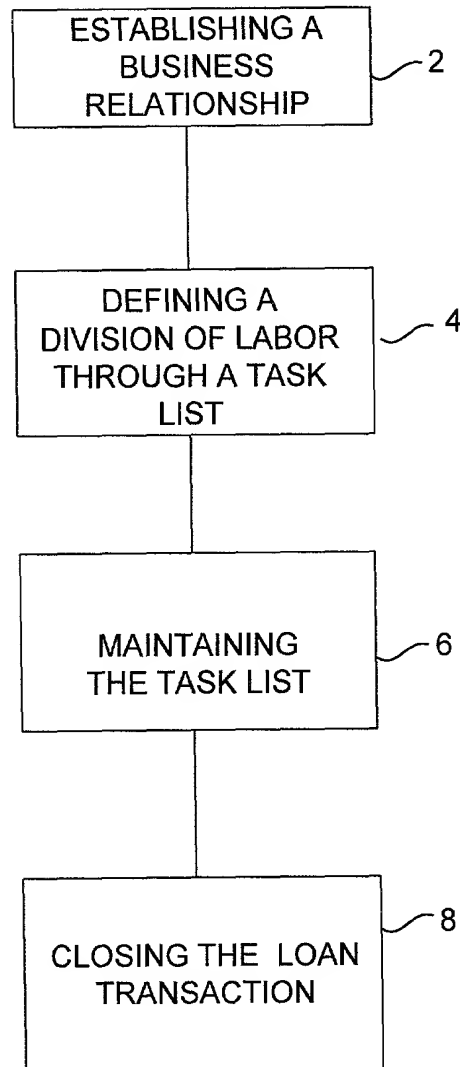 ESTABLISHING A
BUSINESS
RELATIONSHIP
2
DEFINING A
DIVISION OF LABOR
THROUGH A TASK
LIST
4
MAINTAINING
THE TASK LIST
6
CLOSING THE LOAN
TRANSACTION
8